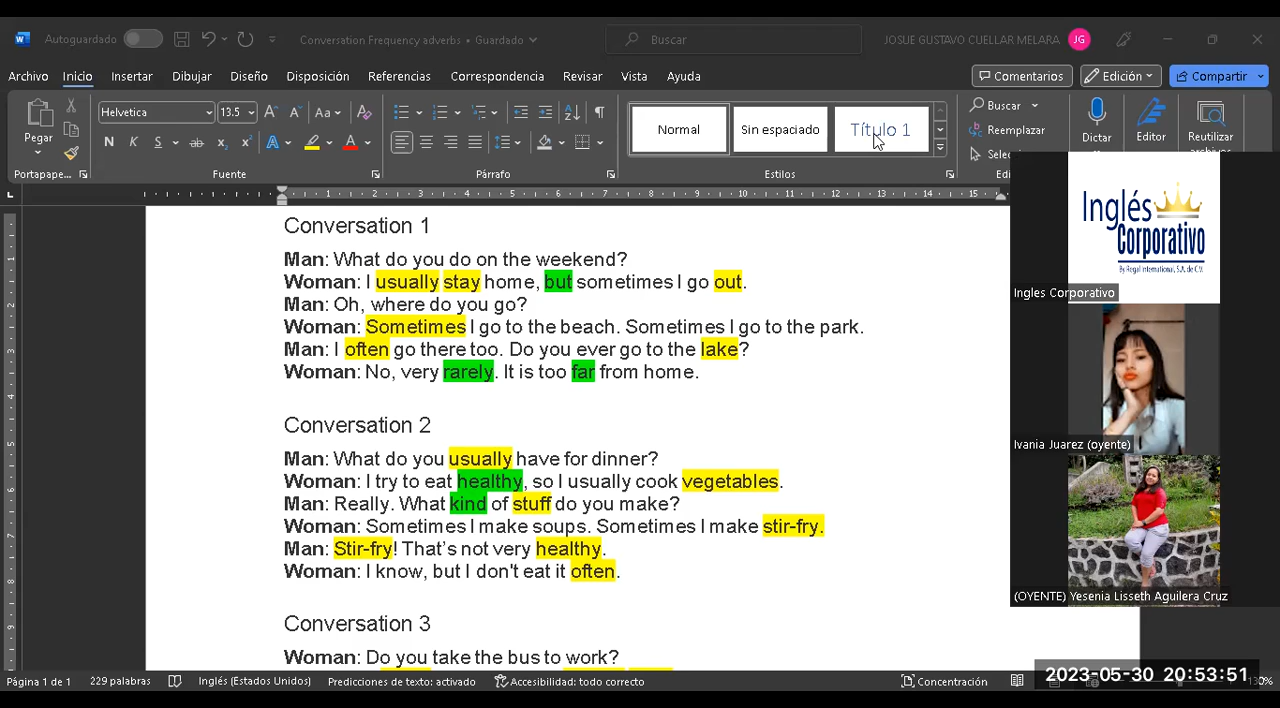 Autoguardado
Conversation Frequency adverbs • Guardado
Buscar
JOSUE GUSTAVO CUELLAR MELARA
JG
Archivo Inicio Insertar Dibujar Diseño Disposición Referencias Correspondencia Revisar Vista Ayuda
Comentarios Edición Compartir
Pegar
Helvetica 13.5
Normal
Sin espaciado
Título 1
Buscar
Reemplazar
Dictar
Editor
Reutilizar
Portapape...
Fuente
Párrafo
Estilos
Conversation 1
Man: What do you do on the weekend?
Woman: I usually stay home, but sometimes I go out.
Man: Oh, where do you go?
Woman: Sometimes I go to the beach. Sometimes I go to the park.
Man: I often go there too. Do you ever go to the lake?
Woman: No, very rarely. It is too far from home.
Conversation 2
Man: What do you usually have for dinner?
Woman: I try to eat healthy, so I usually cook vegetables.
Man: Really. What kind of stuff do you make?
Woman: Sometimes I make soups. Sometimes I make stir-fry.
Man: Stir-fry! That’s not very healthy.
Woman: I know, but I don't eat it often.
Conversation 3
Woman: Do you take the bus to work?
Inglés
Corporativo
By Regal International, S.A. de C.V.
Ingles Corporativo
Ivania Juarez (oyente)
(OYENTE) Yesenia Lisseth Aguilera Cruz
Página 1 de 1 229 palabras Inglés (Estados Unidos) Predicciones de texto: activado Accesibilidad: todo correcto Concentración
2023-05-30 20:53:51